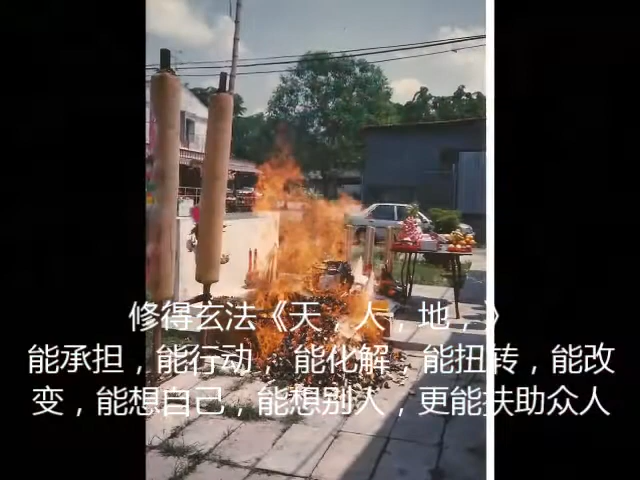 修得玄法《天，人，地，》
能承担，能行动， 能化解，能扭转，能改
变，能想自己，能想别人，更能扶助众人